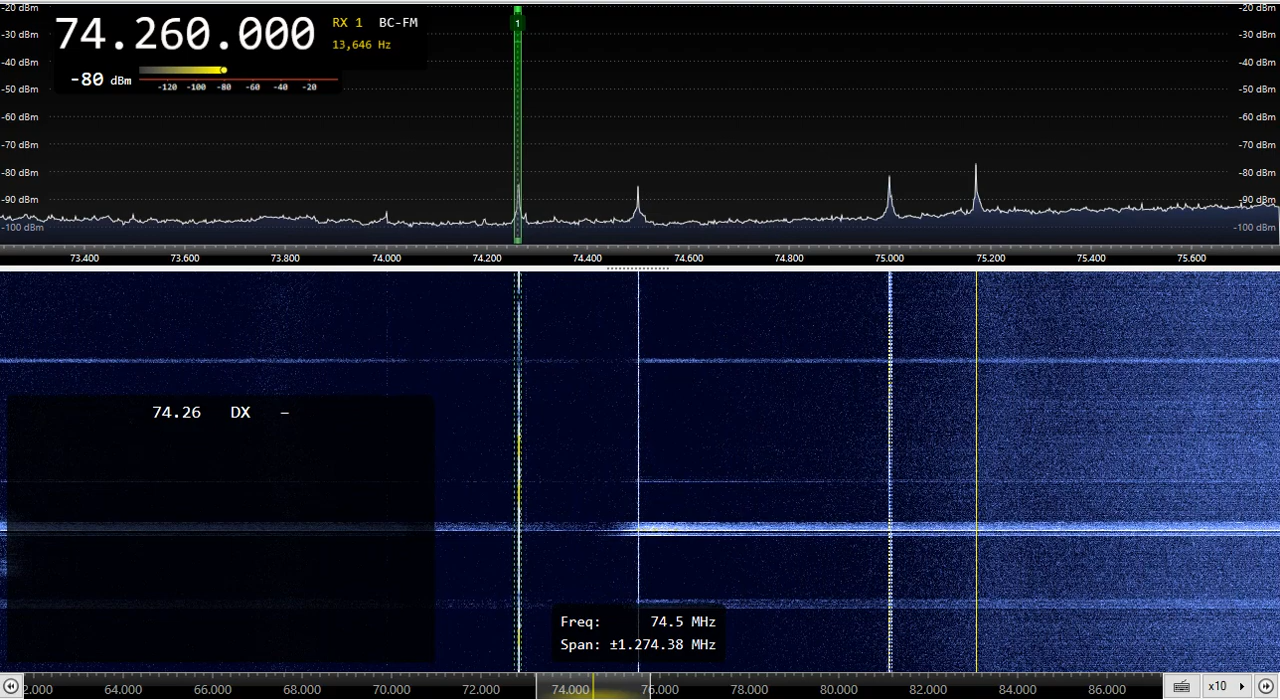 -20 dBm
-30 dBm
-40 dBm
-50 dBm
-60 dBm
-70 dBm
-80 dBm
-90 dBm
-100 dBm
74.260.000
RX 1 BC-FM
13,646 Hz
-80 dBm
-120 -100 -80 -60 -40 -20
1
-20 dBm
-30 dBm
-40 dBm
-50 dBm
-60 dBm
-70 dBm
-80 dBm
-90 dBm
-100 dBm
73.400 73.600 73.800 74.000 74.200 74.400 74.600 74.800 75.000 75.200 75.400 75.600
74.26 DX –
Freq: 74.5 MHz
Span: ±1.274.38 MHz
2.000 64.000 66.000 68.000 70.000 72.000 74.000 76.000 78.000 80.000 82.000 84.000 86.000
x10